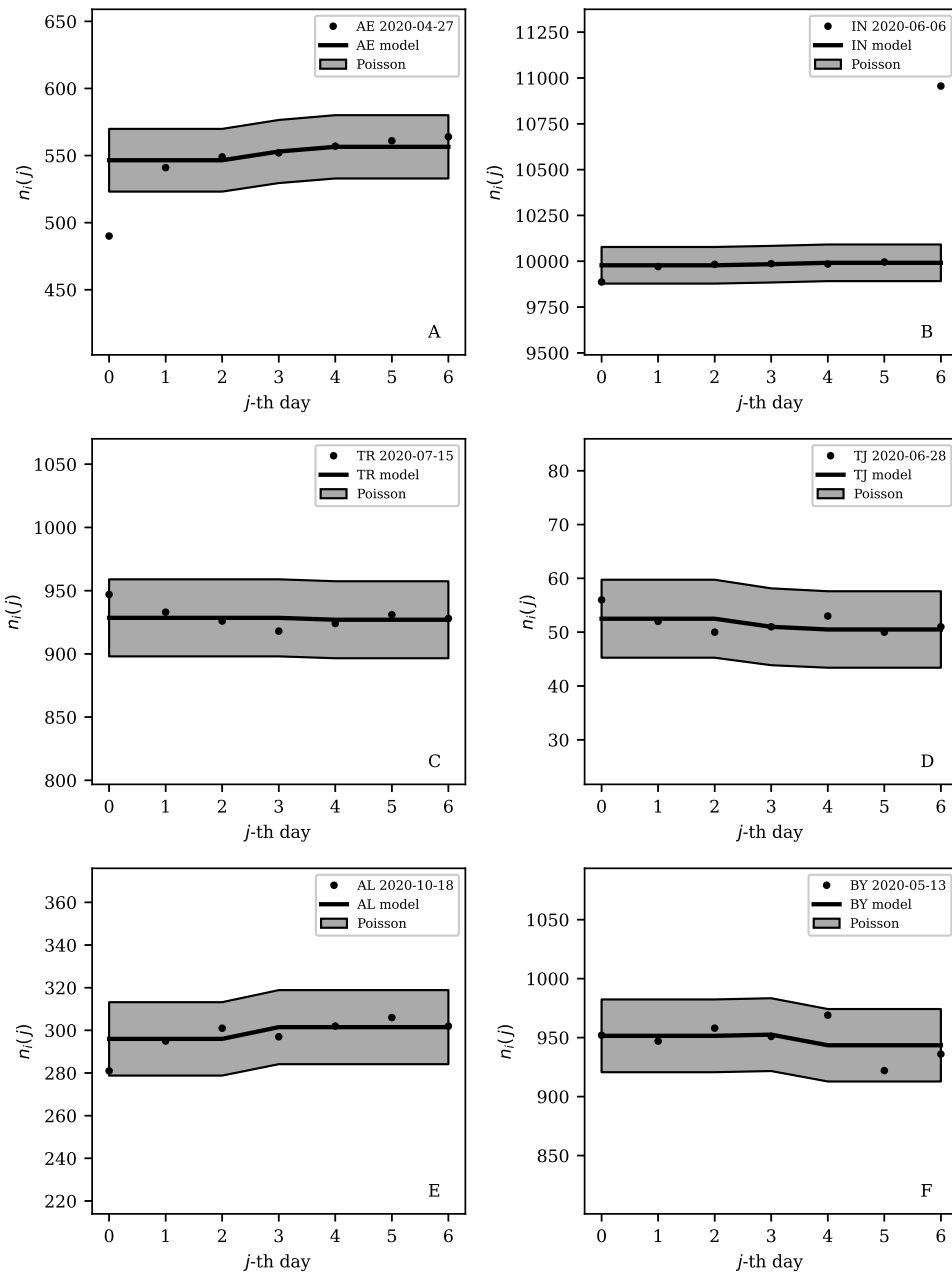 AE 2020-04-27
AE model
Poisson
650
600
550
500
450
n_i(j)
A
0 1 2 3 4 5 6
j-th day
IN 2020-06-06
IN model
Poisson
11250
11000
10750
10500
10250
10000
9750
9500
n_i(j)
B
0 1 2 3 4 5 6
j-th day
TR 2020-07-15
TR model
Poisson
1050
1000
950
900
850
800
n_i(j)
C
0 1 2 3 4 5 6
j-th day
TJ 2020-06-28
TJ model
Poisson
80
70
60
50
40
30
n_i(j)
D
0 1 2 3 4 5 6
j-th day
AL 2020-10-18
AL model
Poisson
360
340
320
300
280
260
240
220
n_i(j)
E
0 1 2 3 4 5 6
j-th day
BY 2020-05-13
BY model
Poisson
1050
1000
950
900
850
n_i(j)
F
0 1 2 3 4 5 6
j-th day